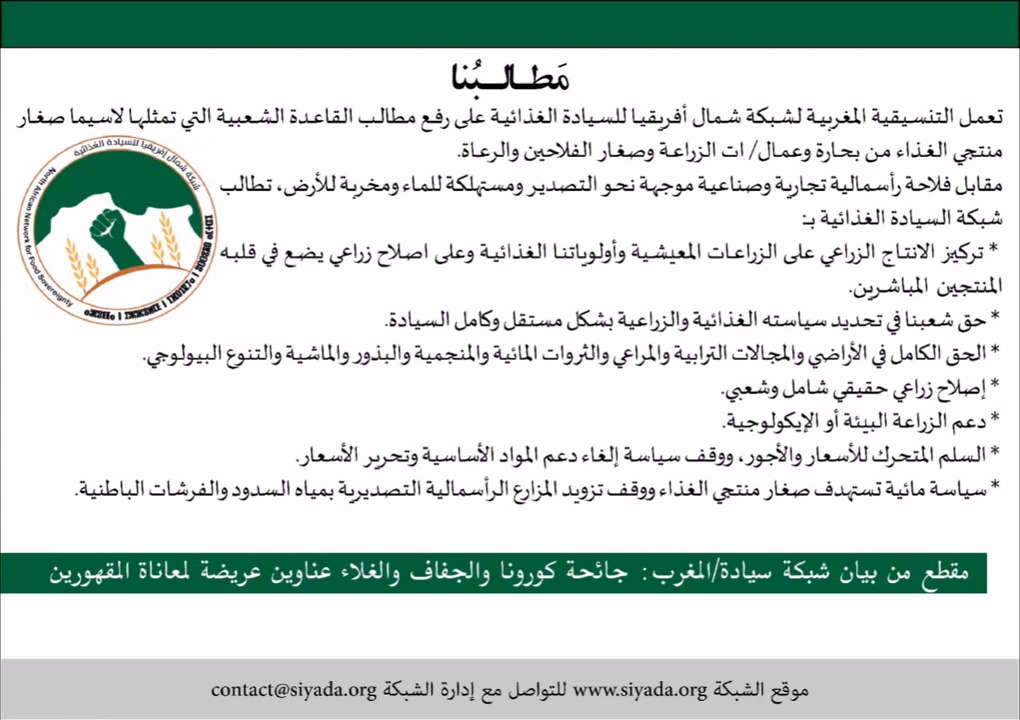 مَطـالـبُنا
تعمل التنسيقية المغربية لشبكة شمال أفريقيا للسيادة الغذائية على رفع مطالب القاعدة الشعبية التي تمثلها لاسيما صغار
منتجي الغذاء من بحارة وعمال/ ات الزراعة وصغار الفلاحين والرعاة.
مقابل فلاحة رأسمالية تجارية وصناعية موجهة نحو التصدير ومستهلكة للماء ومخربة للأرض، تطالب
شبكة السيادة الغذائية بـ:
* تركيز الانتاج الزراعي على الزراعات المعيشية وأولوياتنا الغذائية وعلى اصلاح زراعي يضع في قلبه
المنتجين المباشرين.
* حق شعبنا في تحديد سياسته الغذائية والزراعية بشكل مستقل وكامل السيادة.
* الحق الكامل في الأراضي والمجالات الترابية والمراعي والثروات المائية والمنجمية والبذور والماشية والتنوع البيولوجي.
* إصلاح زراعي حقيقي شامل وشعبي.
* دعم الزراعة البيئة أو الإيكولوجية.
* السلم المتحرك للأسعار والأجور، ووقف سياسة إلغاء دعم المواد الأساسية وتحرير الأسعار.
* سياسة مائية تستهدف صغار منتجي الغذاء ووقف تزويد المزارع الرأسمالية التصديرية بمياه السدود والفرشات الباطنية.
شبكة شمال إفريقيا للسيادة الغذائية
North African Network for Food Sovereignty
مقطع من بيان شبكة سيادة/المغرب: جائحة كورونا والجفاف والغلاء عناوين عريضة لمعاناة المقهورين
موقع الشبكة www.siyada.org للتواصل مع إدارة الشبكة contact@siyada.org